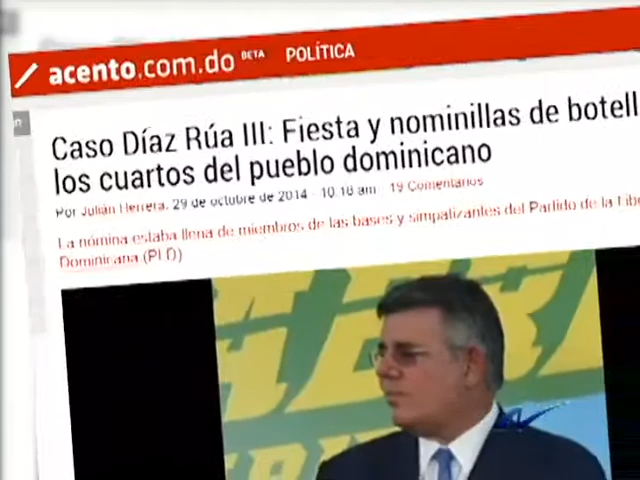 acento.com.do BETA POLÍTICA
Caso Díaz Rúa III: Fiesta y nominillas de botell
los cuartos del pueblo dominicano
Por Julián Herrera. 29 de octubre de 2014 - 10:18 am - 19 Comentarios
La nómina estaba llena de miembros de las bases y simpatizantes del Partido de la Libe
Dominicana (PLD)